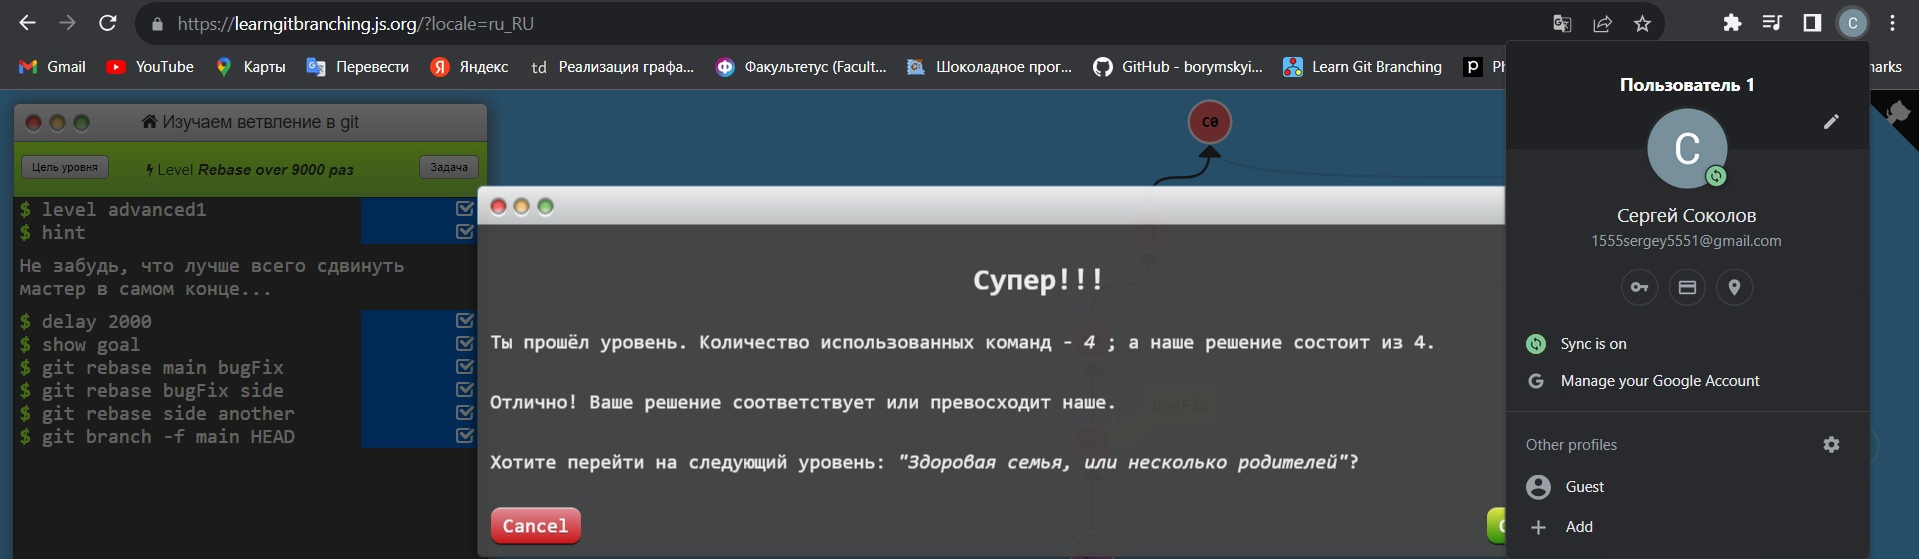 https://learngitbranching.js.org/?locale=ru_RU
C
Gmail
YouTube
Карты
Перевести
Яндекс
td Реализация графа...
Факультетус (Facult...
Шоколадное прог...
GitHub - borymskyi...
Learn Git Branching
Изучаем ветвление в git
Цель уровня
Level Rebase over 9000 раз
Задача
$ level advanced1
$ hint
Не забудь, что лучше всего сдвинуть
мастер в самом конце...
$ delay 2000
$ show goal
$ git rebase main bugFix
$ git rebase bugFix side
$ git rebase side another
$ git branch -f main HEAD
C0
Супер!!!
Ты прошёл уровень. Количество использованных команд - 4 ; а наше решение состоит из 4.
Отлично! Ваше решение соответствует или превосходит наше.
bugFix
Хотите перейти на следующий уровень: "Здоровая семья, или несколько родителей"?
Cancel
Пользователь 1
C
Сергей Соколов
1555sergey5551@gmail.com
Sync is on
G Manage your Google Account
Other profiles
Guest
Add